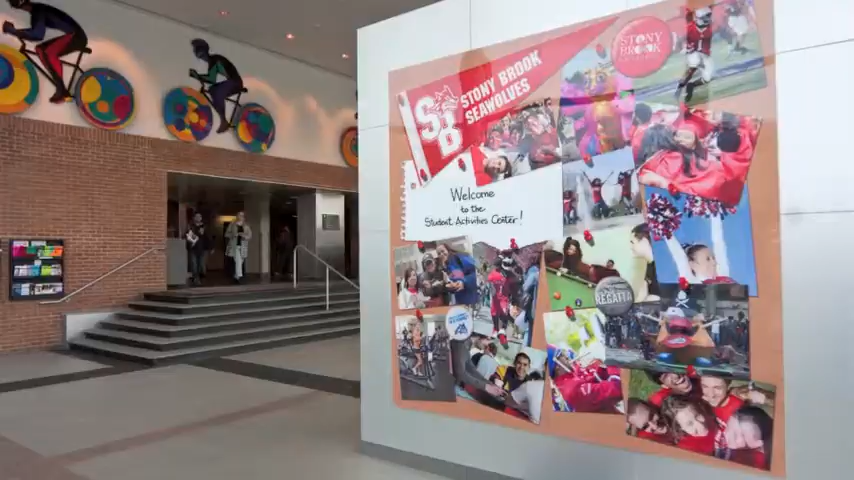 STONY
BROOK
STONY BROOK
SEAWOLVES
SB
Welcome
to the
Student Activities Center!
REGATTA